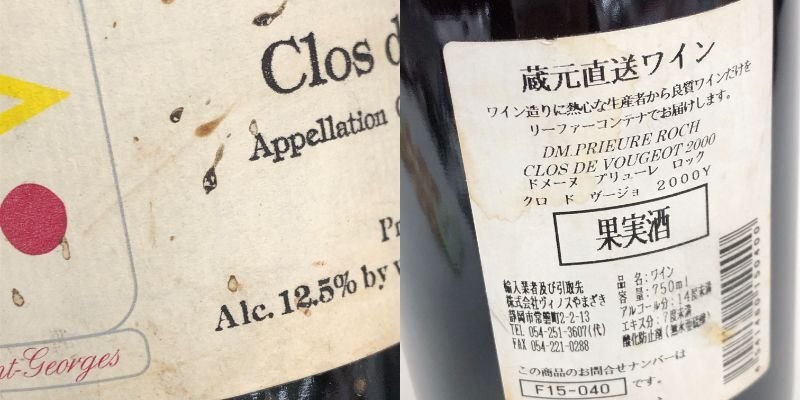 Clos
Appellation
Alc. 12.5% by
nt-Georges
蔵元直送ワイン
ワイン造りに熱心な生産者から良質ワインだけを
リーファーコンテナでお届けします。
DM.PRIEURE ROCH
CLOS DE VOUGEOT 2000
ドメーヌ プリューレ ロック
クロ ド ヴージョ 2000Y
果実酒
輸入業者及び引取先
株式会社ヴィノスやまざき
静岡市常磐町2-2-13
TEL 054-251-3607(代)
FAX 054-221-0288
品名:ワイン
容量:750ml
アルコール分:14度未満
エキス分:7度未満
酸化防止剤(無水亜硫酸)
この商品のお問合せナンバーは
F15-040 です。